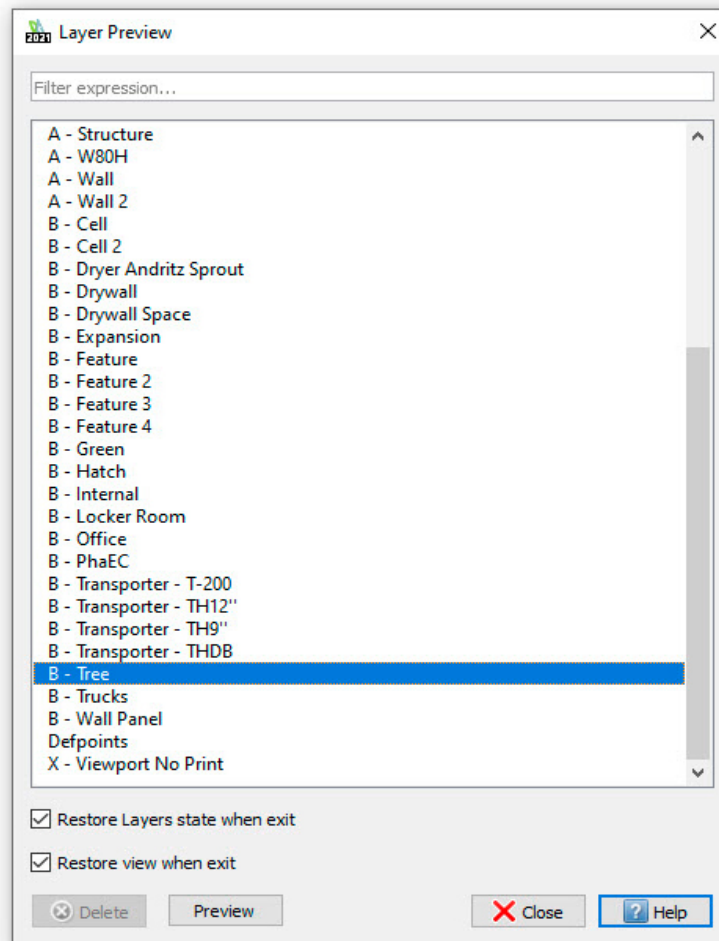 2021 Layer Preview
Filter expression...
A - Structure
A - W80H
A - Wall
A - Wall 2
B - Cell
B - Cell 2
B - Dryer Andritz Sprout
B - Drywall
B - Drywall Space
B - Expansion
B - Feature
B - Feature 2
B - Feature 3
B - Feature 4
B - Green
B - Hatch
B - Internal
B - Locker Room
B - Office
B - PhaEC
B - Transporter - T-200
B - Transporter - TH12''
B - Transporter - TH9''
B - Transporter - THDB
B - Tree
B - Trucks
B - Wall Panel
Defpoints
X - Viewport No Print
Restore Layers state when exit
Restore view when exit
Delete Preview Close ? Help